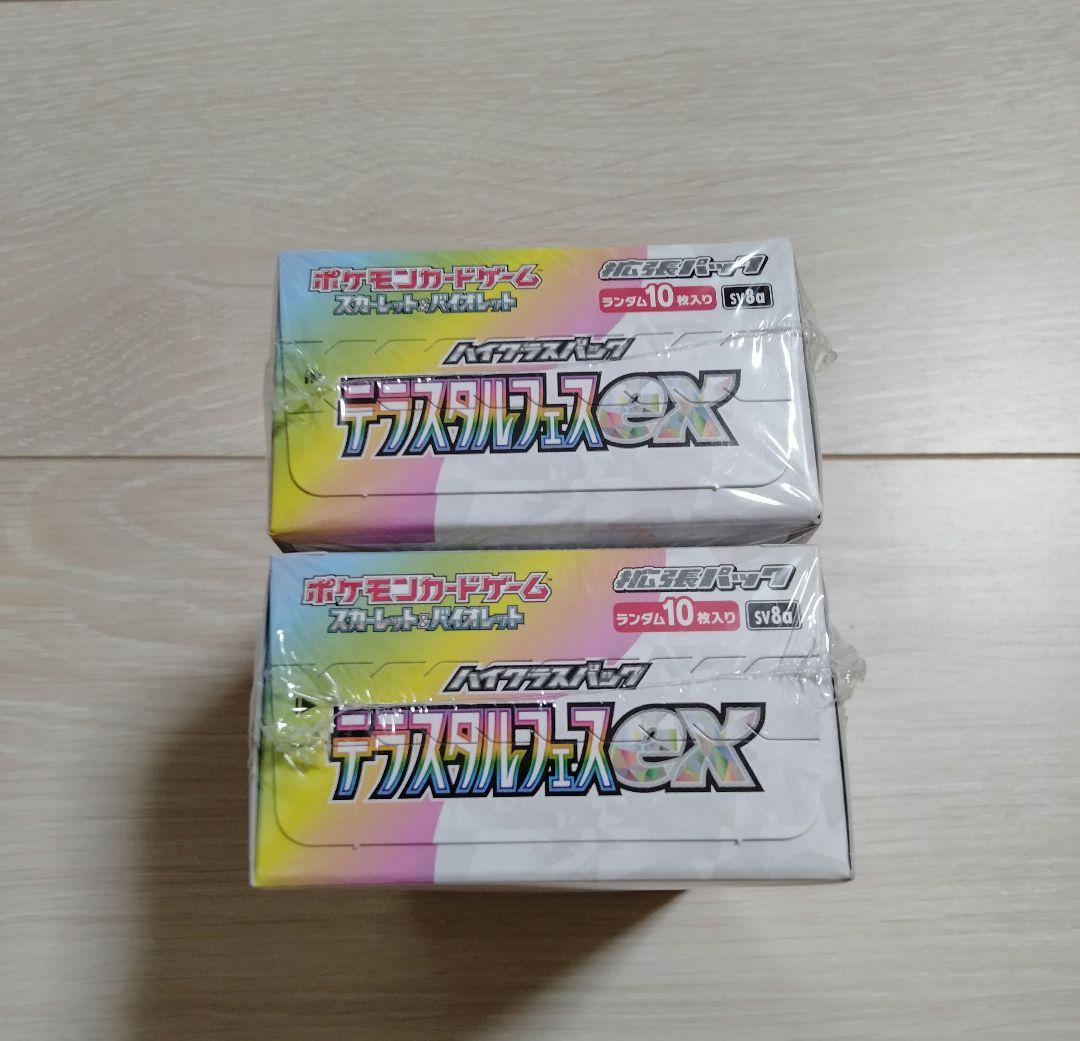 ポケモンカードゲーム
スカーレット&バイオレット
拡張パック
ランダム10枚入り sv8a
ハイクラスパック
テラスタルフェスex
ポケモンカードゲーム
スカーレット&バイオレット
拡張パック
ランダム10枚入り sv8a
ハイクラスパック
テラスタルフェスex